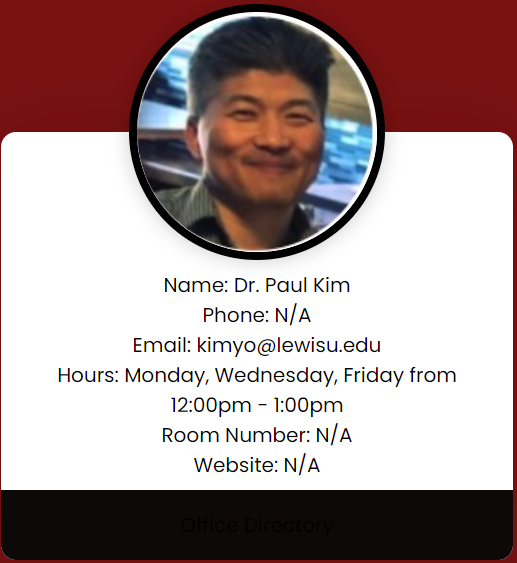 Name: Dr. Paul Kim
Phone: N/A
Email: kimyo@lewisu.edu
Hours: Monday, Wednesday, Friday from
12:00pm - 1:00pm
Room Number: N/A
Website: N/A
Office Directory